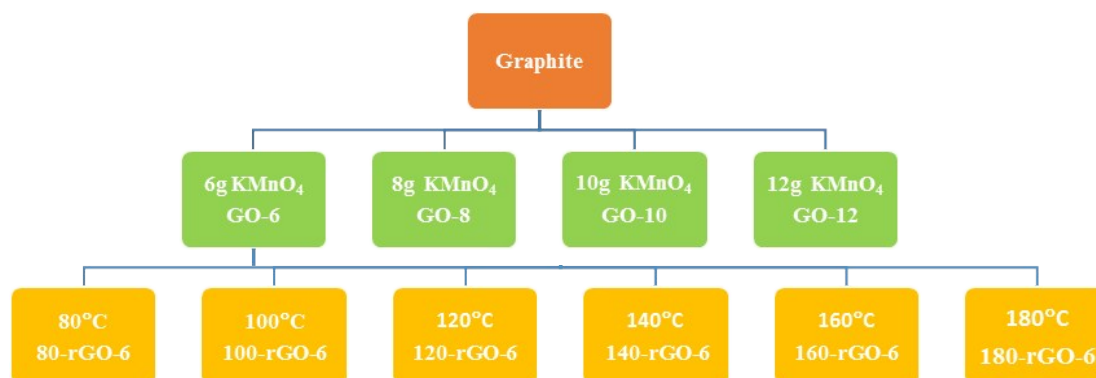 Graphite
6g KMnO₄
GO-6
8g KMnO₄
GO-8
10g KMnO₄
GO-10
12g KMnO₄
GO-12
80°C
80-rGO-6
100°C
100-rGO-6
120°C
120-rGO-6
140°C
140-rGO-6
160°C
160-rGO-6
180°C
180-rGO-6